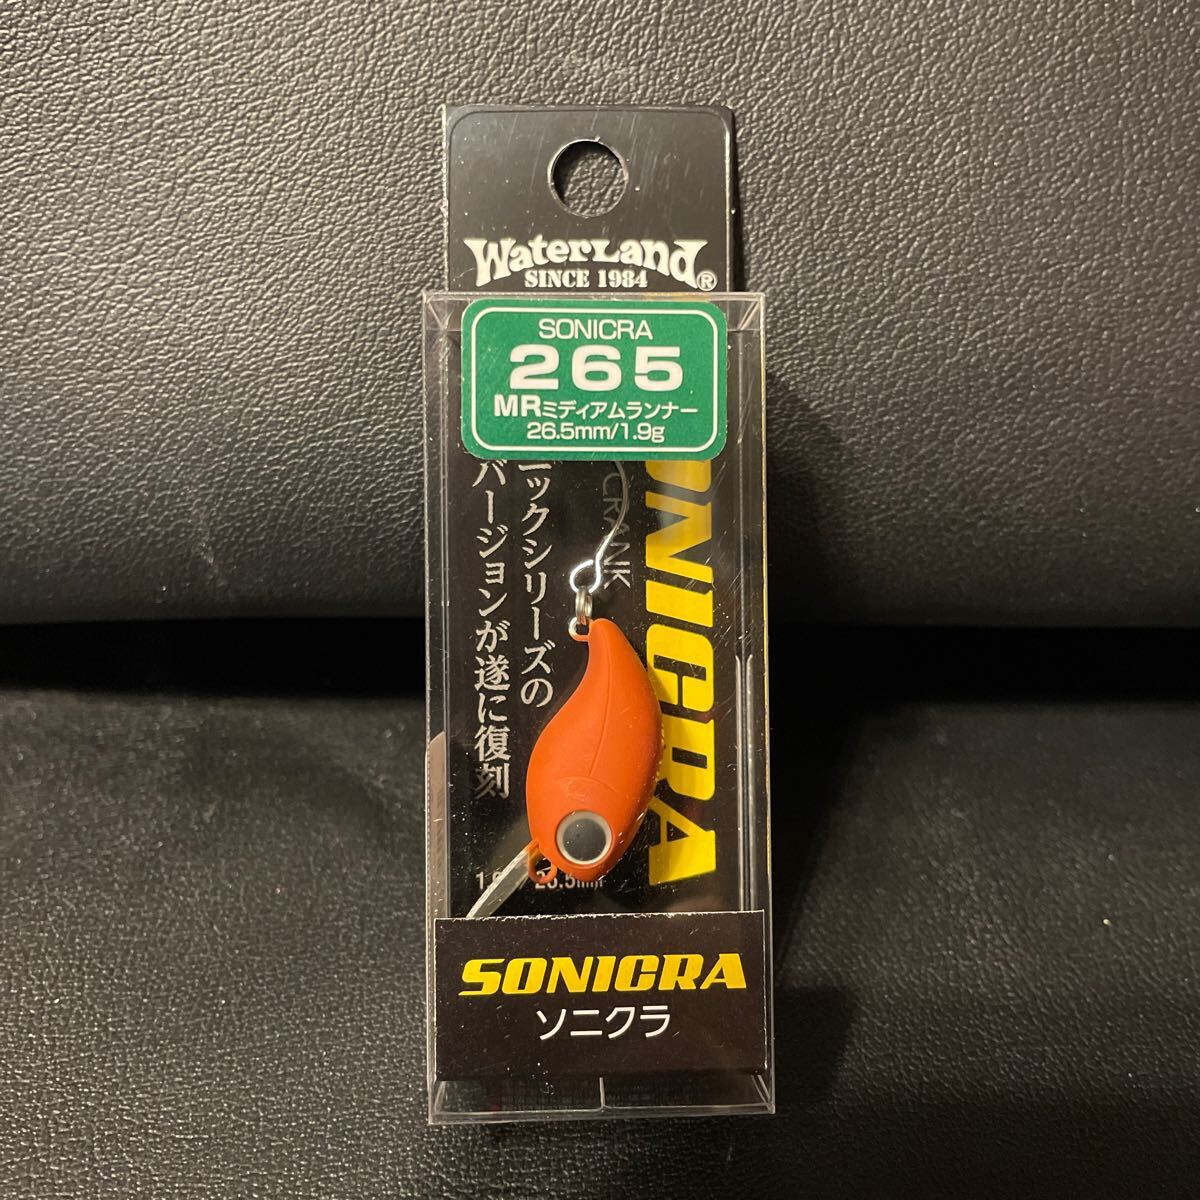 WaterLand®
SINCE 1984
SONICRA
265
MRミディアムランナー
26.5mm/1.9g
ニックシリーズの
バージョンが遂に復刻
CRANK
SONICRA
SONICRA
ソニクラ